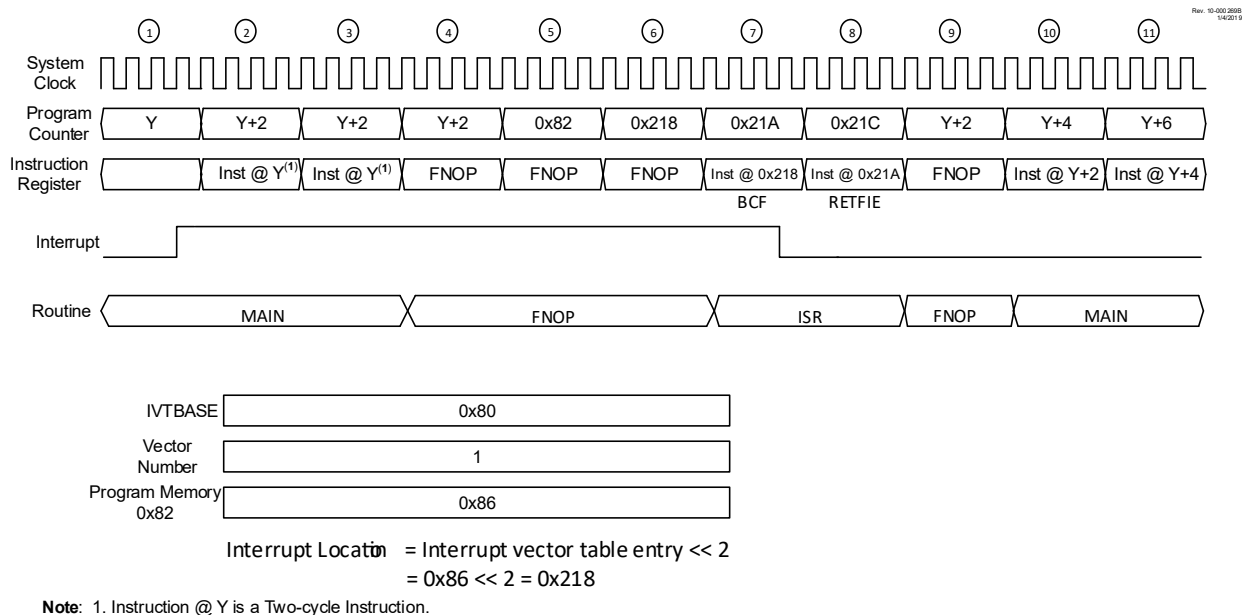 Rev. 10-000 269B
1/4/2019
1 2 3 4 5 6 7 8 9 10 11
System
Clock
Program
Counter
Y Y+2 Y+2 Y+2 0x82 0x218 0x21A 0x21C Y+2 Y+4 Y+6
Instruction
Register
Inst @ Y(1) Inst @ Y(1) FNOP FNOP FNOP Inst @ 0x218 Inst @ 0x21A FNOP Inst @ Y+2 Inst @ Y+4
BCF RETFIE
Interrupt
Routine MAIN FNOP ISR FNOP MAIN
IVTBASE 0x80
Vector
Number
1
Program Memory
0x82
0x86
Interrupt Location = Interrupt vector table entry << 2
= 0x86 << 2 = 0x218
Note: 1. Instruction @ Y is a Two-cycle Instruction.